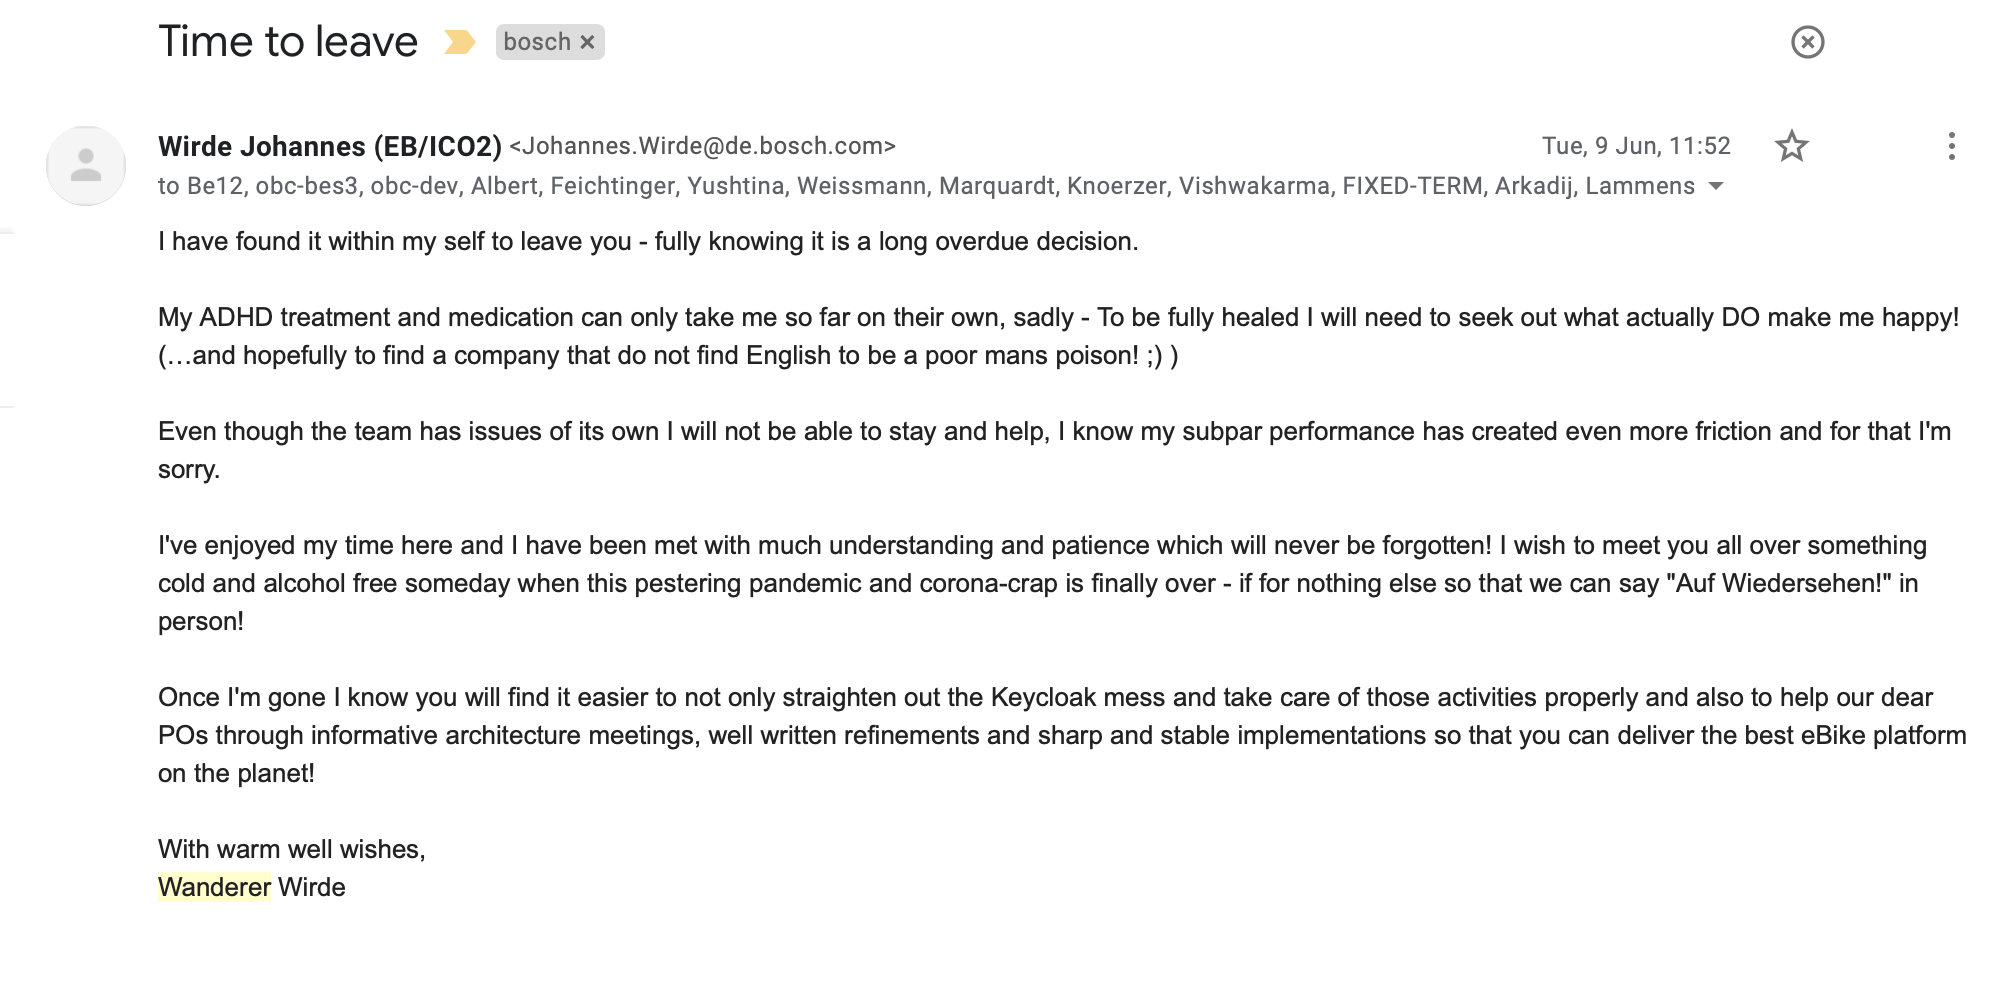 Time to leave bosch ×
Wirde Johannes (EB/ICO2) <Johannes.Wirde@de.bosch.com> Tue, 9 Jun, 11:52
to Be12, obc-bes3, obc-dev, Albert, Feichtinger, Yushtina, Weissmann, Marquardt, Knoerzer, Vishwakarma, FIXED-TERM, Arkadij, Lammens
I have found it within my self to leave you - fully knowing it is a long overdue decision.
My ADHD treatment and medication can only take me so far on their own, sadly - To be fully healed I will need to seek out what actually DO make me happy!
(…and hopefully to find a company that do not find English to be a poor mans poison! ;) )
Even though the team has issues of its own I will not be able to stay and help, I know my subpar performance has created even more friction and for that I'm
sorry.
I've enjoyed my time here and I have been met with much understanding and patience which will never be forgotten! I wish to meet you all over something
cold and alcohol free someday when this pestering pandemic and corona-crap is finally over - if for nothing else so that we can say "Auf Wiedersehen!" in
person!
Once I'm gone I know you will find it easier to not only straighten out the Keycloak mess and take care of those activities properly and also to help our dear
POs through informative architecture meetings, well written refinements and sharp and stable implementations so that you can deliver the best eBike platform
on the planet!
With warm well wishes,
Wanderer Wirde